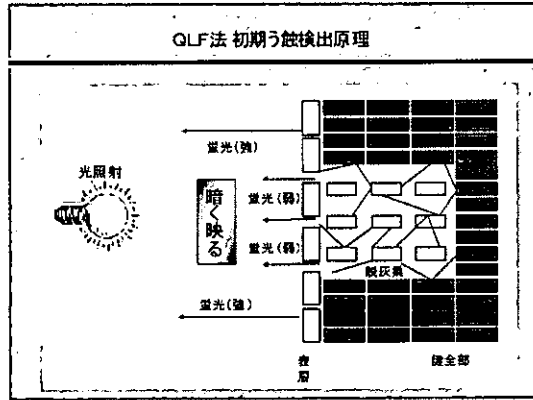 QLF法 初期う蝕検出原理
蛍光(強)
光照射
暗く映る
蛍光(弱)
蛍光(弱)
脱灰巣
蛍光(強)
表層
健全部